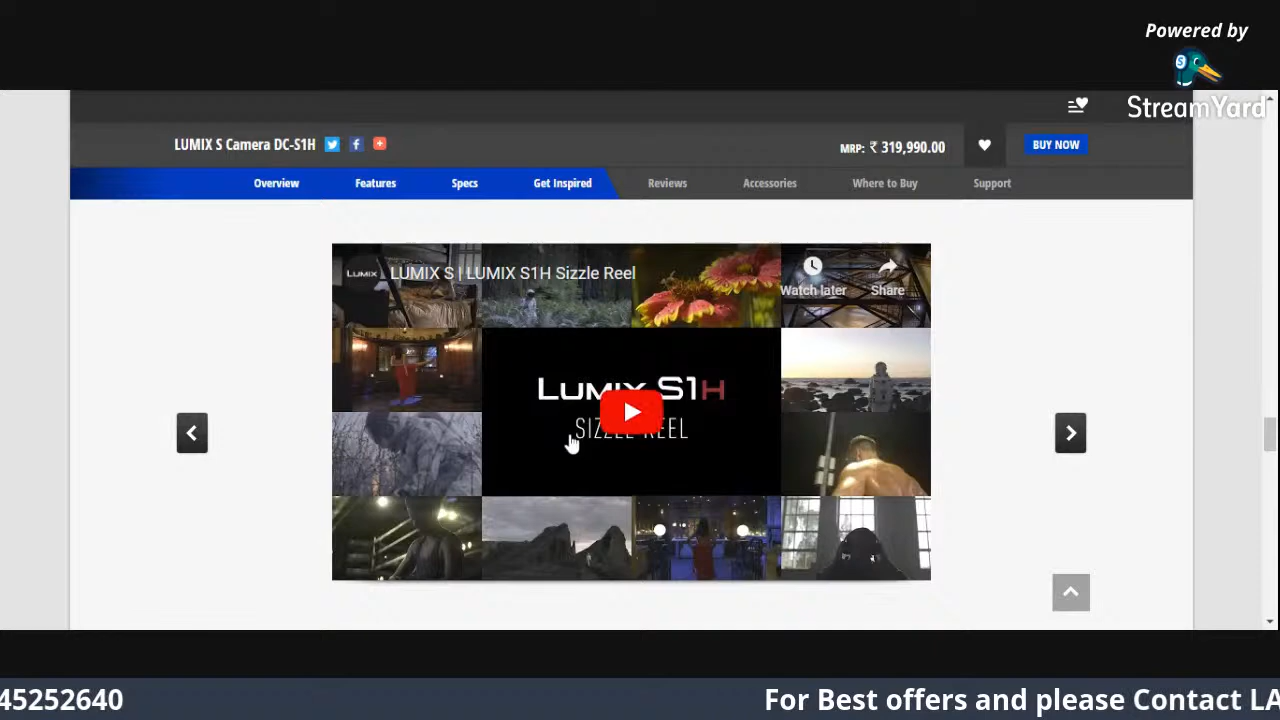 Powered by
StreamYard
LUMIX S Camera DC-S1H
MRP: ₹ 319,990.00
BUY NOW
Overview
Features
Specs
Get Inspired
Reviews
Accessories
Where to Buy
Support
LUMIX
LUMIX S | LUMIX S1H Sizzle Reel
Watch later
Share
LUMIX S1H
SIZZLE REEL
45252640
For Best offers and please Contact LA